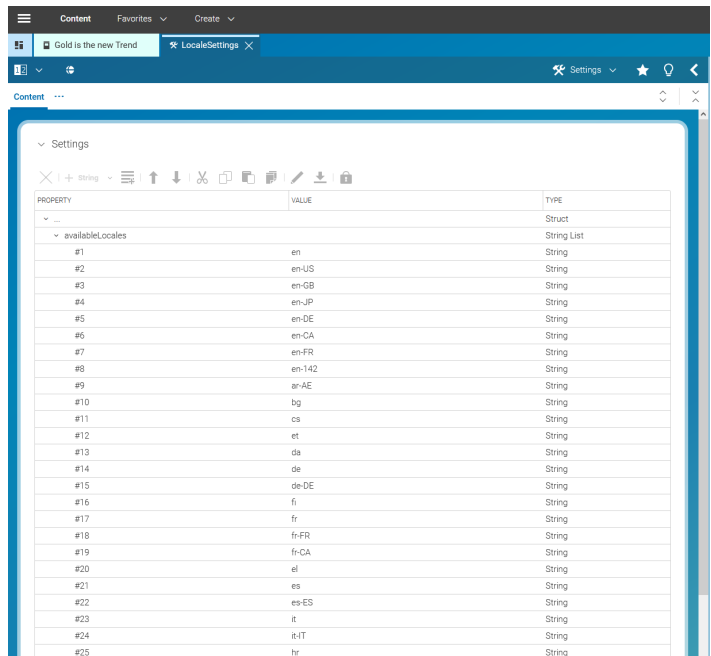 Content Favorites Create
Gold is the new Trend LocaleSettings
12 Settings
Content ...
Settings
String
PROPERTY VALUE TYPE
... Struct
availableLocales String List
#1 en String
#2 en-US String
#3 en-GB String
#4 en-JP String
#5 en-DE String
#6 en-CA String
#7 en-FR String
#8 en-142 String
#9 ar-AE String
#10 bg String
#11 cs String
#12 et String
#13 da String
#14 de String
#15 de-DE String
#16 fi String
#17 fr String
#18 fr-FR String
#19 fr-CA String
#20 el String
#21 es String
#22 es-ES String
#23 it String
#24 it-IT String
#25 hr String